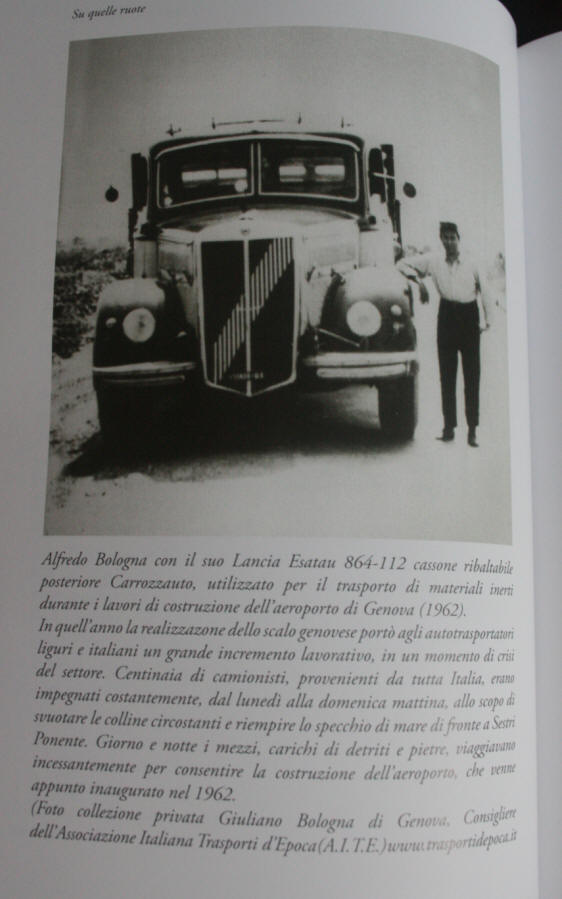 Su quelle ruote
Alfredo Bologna con il suo Lancia Esatau 864-112 cassone ribaltabile
posteriore Carrozzauto, utilizzato per il trasporto di materiali inerti
durante i lavori di costruzione dell'aeroporto di Genova (1962).
In quell'anno la realizzazone dello scalo genovese portò agli autotrasportatori
liguri e italiani un grande incremento lavorativo, in un momento di crisi
del settore. Centinaia di camionisti, provenienti da tutta Italia, erano
impegnati costantemente, dal lunedì alla domenica mattina, allo scopo di
svuotare le colline circostanti e riempire lo specchio di mare di fronte a Sestri
Ponente. Giorno e notte i mezzi, carichi di detriti e pietre, viaggiavano
incessantemente per consentire la costruzione dell'aeroporto, che venne
appunto inaugurato nel 1962.
(Foto collezione privata Giuliano Bologna di Genova, Consigliere
dell'Associazione Italiana Trasporti d'Epoca(A.I.T.E.)www.trasportidepoca.it